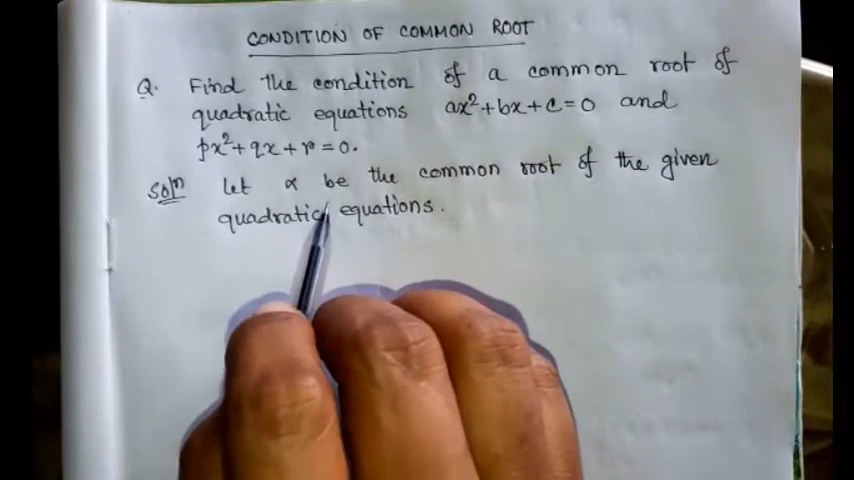 CONDITION OF COMMON ROOT
Q. Find the condition of a common root of
quadratic equations ax²+bx+c=0 and
px²+qx+r=0.
Solⁿ Let α be the common root of the given
quadratic equations.